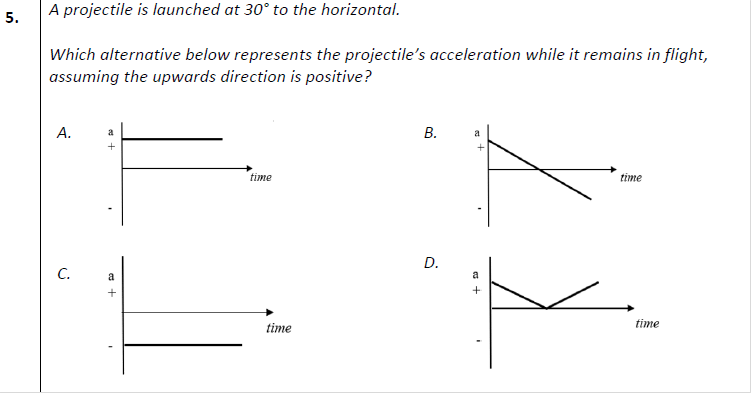 5.
A projectile is launched at 30° to the horizontal.
Which alternative below represents the projectile’s acceleration while it remains in flight,
assuming the upwards direction is positive?
A.
a
+
time
-
B.
a
+
time
-
C.
a
+
time
-
D.
a
+
time
-